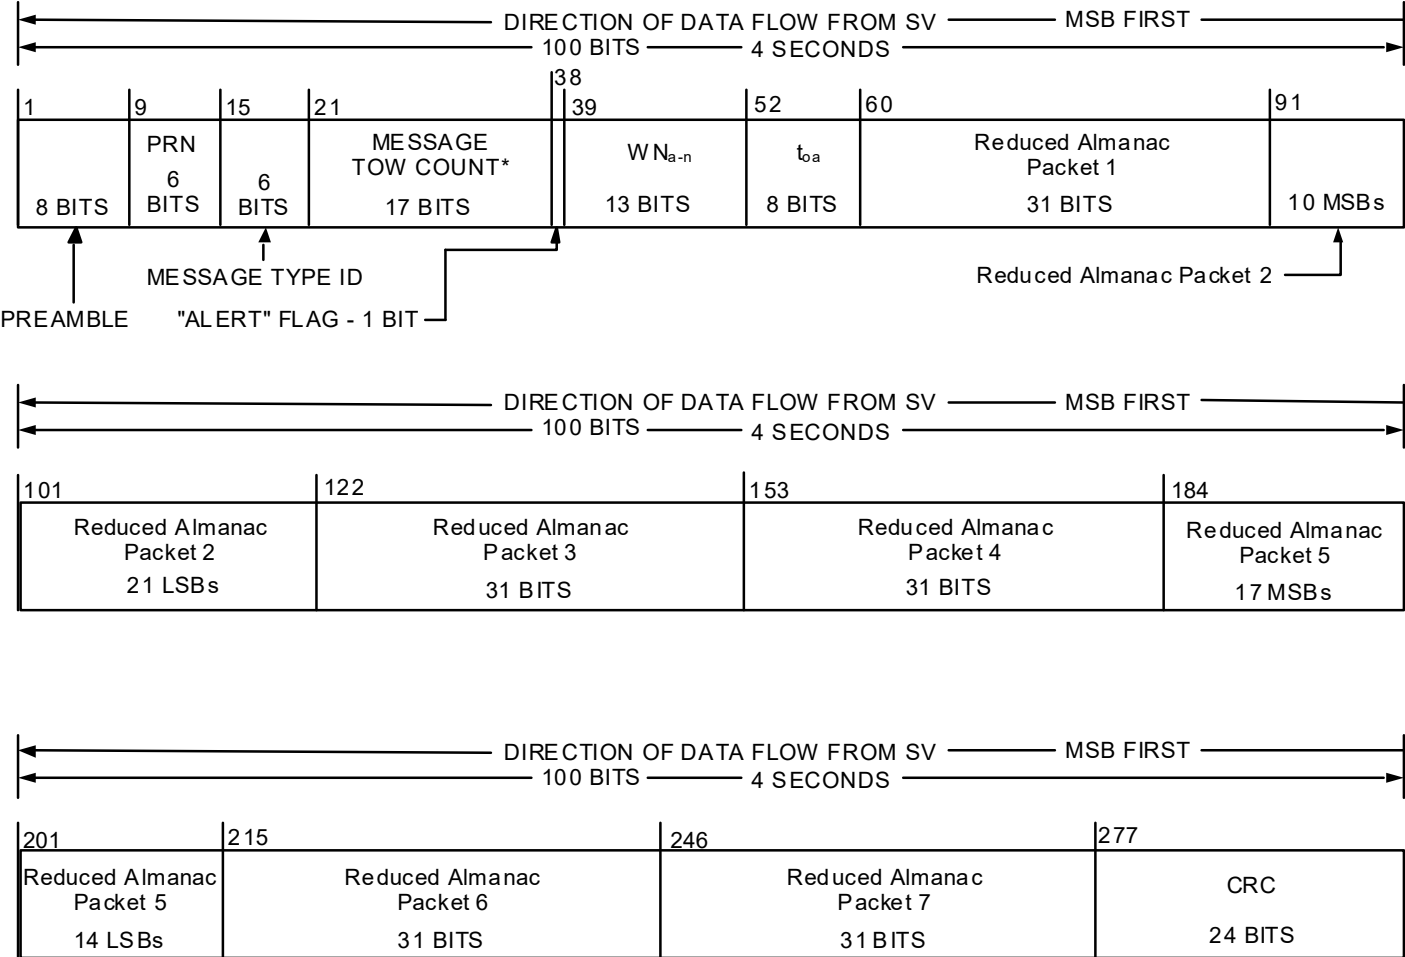 DIRECTION OF DATA FLOW FROM SV MSB FIRST
100 BITS 4 SECONDS
38
1 9 15 21 39 52 60 91
PRN
6
BITS
MESSAGE
TOW COUNT*
WNa-n
toa
Reduced Almanac
Packet 1
8 BITS
6
BITS
17 BITS
13 BITS
8 BITS
31 BITS
10 MSBs
MESSAGE TYPE ID
Reduced Almanac Packet 2
PREAMBLE
"ALERT" FLAG - 1 BIT
DIRECTION OF DATA FLOW FROM SV MSB FIRST
100 BITS 4 SECONDS
101 122 153 184
Reduced Almanac
Packet 2
21 LSBs
Reduced Almanac
Packet 3
31 BITS
Reduced Almanac
Packet 4
31 BITS
Reduced Almanac
Packet 5
17 MSBs
DIRECTION OF DATA FLOW FROM SV MSB FIRST
100 BITS 4 SECONDS
201 215 246 277
Reduced Almanac
Packet 5
14 LSBs
Reduced Almanac
Packet 6
31 BITS
Reduced Almanac
Packet 7
31 BITS
CRC
24 BITS